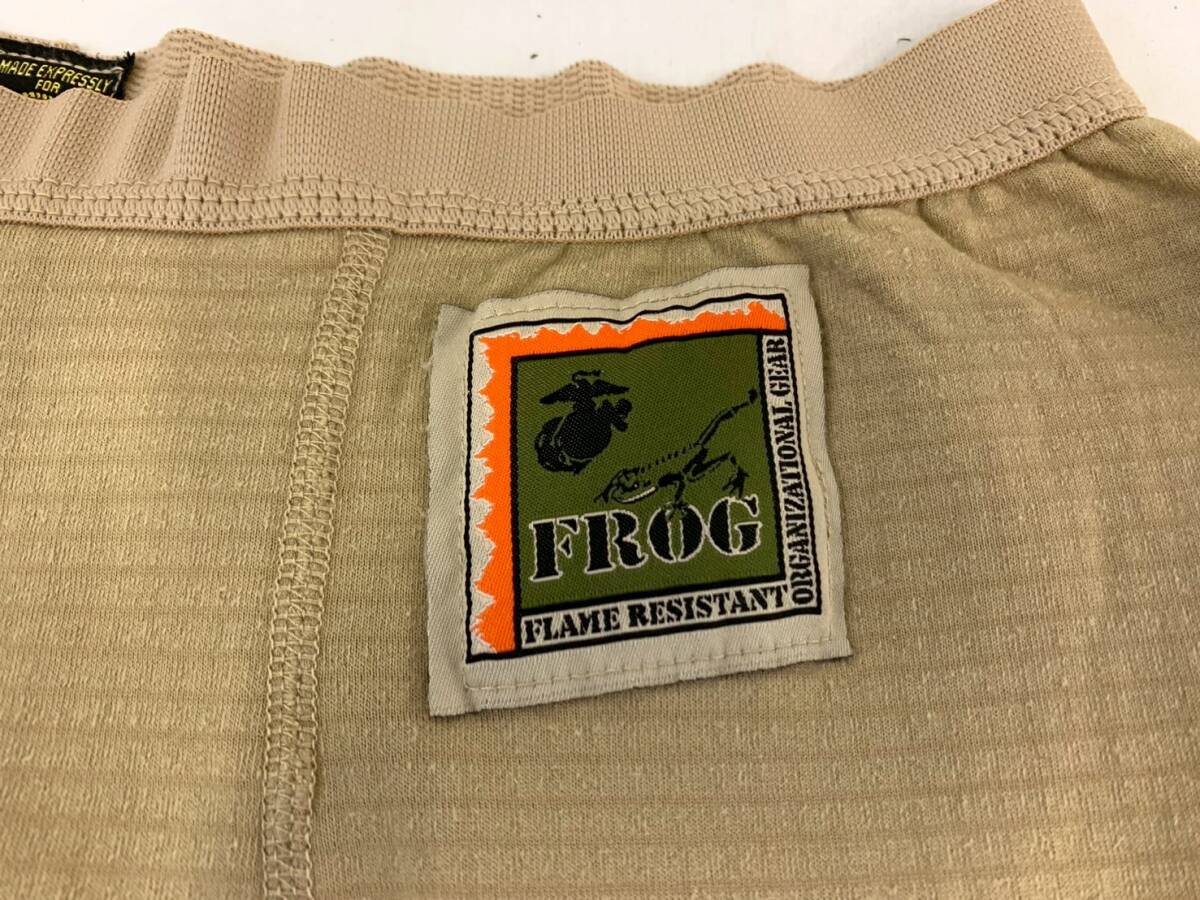 MADE EXPRESSLY
FOR
FROG
FLAME RESISTANT
ORGANIZATIONAL GEAR